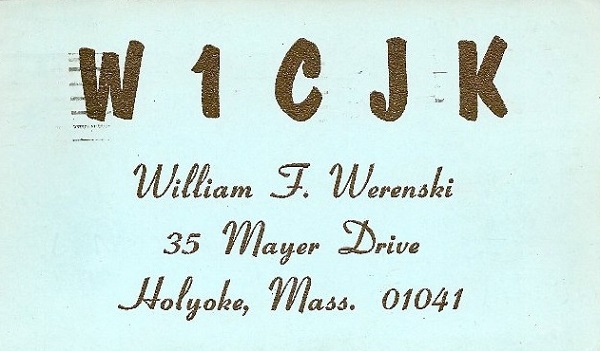 W1CJK
William F. Werenski
35 Mayer Drive
Holyoke, Mass. 01041